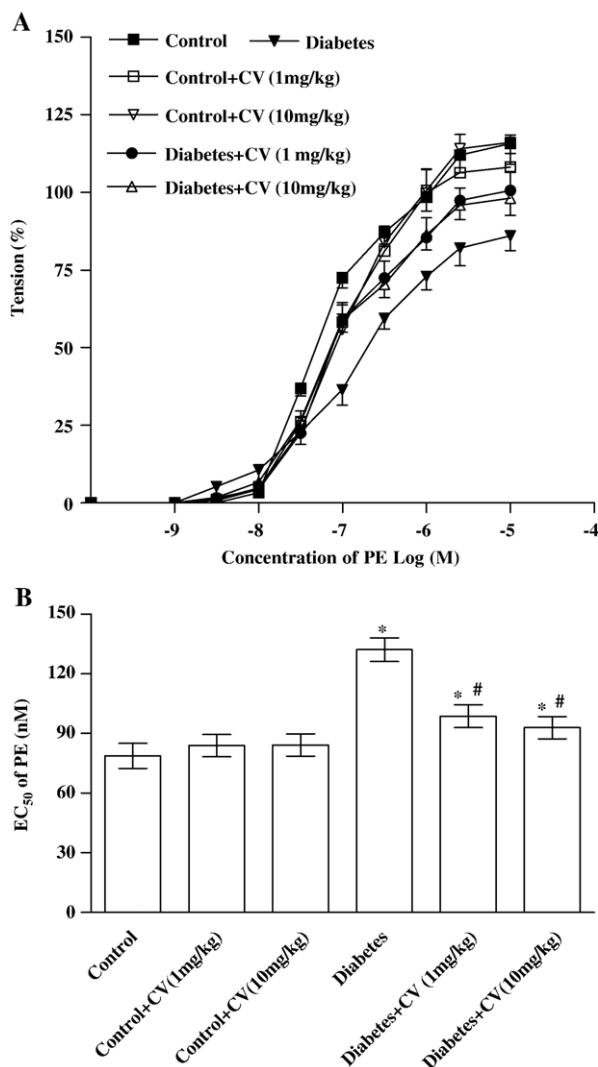 A
Control
Diabetes
Control+CV (1mg/kg)
Control+CV (10mg/kg)
Diabetes+CV (1 mg/kg)
Diabetes+CV (10mg/kg)
Tension (%)
150
125
100
75
50
25
0
-9
-8
-7
-6
-5
-4
Concentration of PE Log (M)
B
EC50 of PE (nM)
150
120
90
60
30
0
*
* #
* #
Control
Control+CV(1mg/kg)
Control+CV(10mg/kg)
Diabetes
Diabetes+CV (1mg/kg)
Diabetes+CV (10mg/kg)